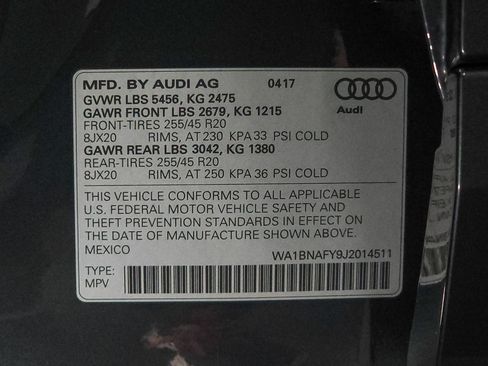 MFD. BY AUDI AG 0417
GVWR LBS 5456, KG 2475
GAWR FRONT LBS 2679, KG 1215
Audi
FRONT-TIRES 255/45 R20
8JX20 RIMS, AT 230 KPA 33 PSI COLD
GAWR REAR LBS 3042, KG 1380
REAR-TIRES 255/45 R20
8JX20 RIMS, AT 250 KPA 36 PSI COLD
THIS VEHICLE CONFORMS TO ALL APPLICABLE
U.S. FEDERAL MOTOR VEHICLE SAFETY AND
THEFT PREVENTION STANDARDS IN EFFECT ON
THE DATE OF MANUFACTURE SHOWN ABOVE.
MEXICO
WA1BNAFY9J2014511
TYPE:
MPV